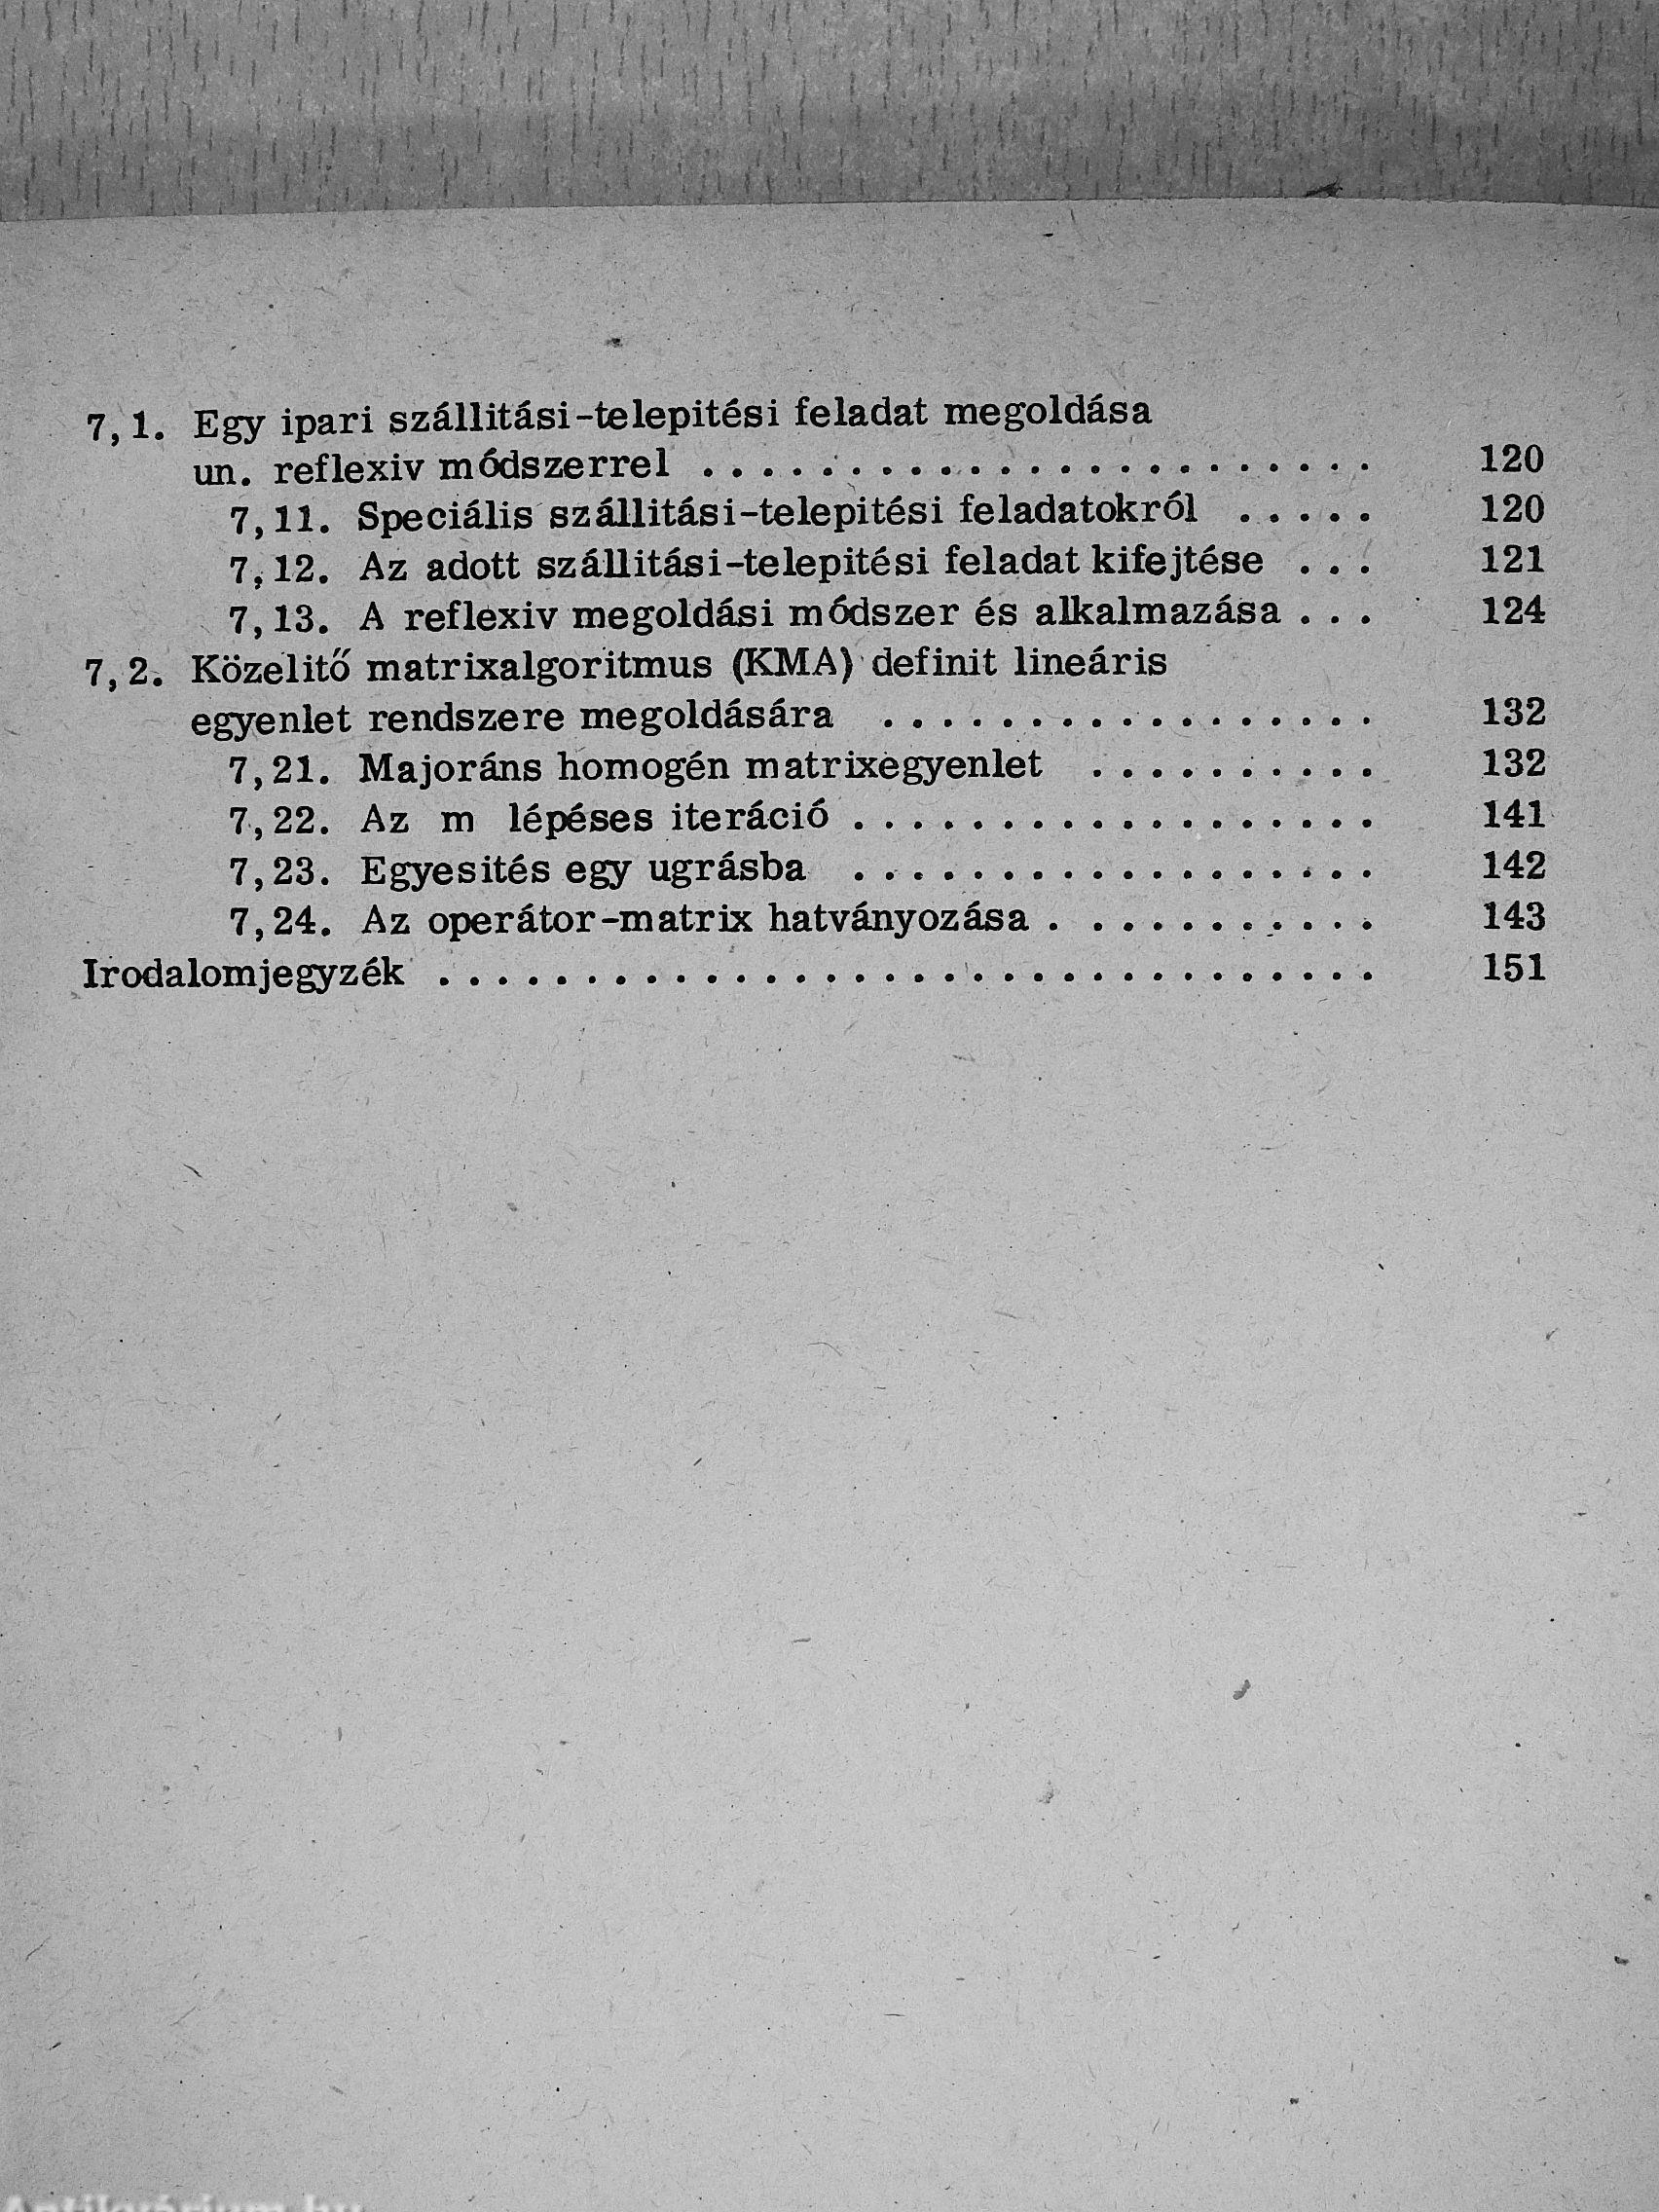 7,1. Egy ipari szállitási-telepitési feladat megoldása
un. reflexiv módszerrel . . . . . . . . . . . . . . . . . . . . . . . 120
7,11. Speciális szállitási-telepitési feladatokról . . . . . 120
7,12. Az adott szállitási-telepitési feladat kifejtése . . . 121
7,13. A reflexiv megoldási módszer és alkalmazása . . . 124
7,2. Közelitő matrixalgoritmus (KMA) definit lineáris
egyenlet rendszere megoldására . . . . . . . . . . . . . . . . . 132
7,21. Majoráns homogén matrixegyenlet . . . . . . . . . . 132
7,22. Az m lépéses iteráció . . . . . . . . . . . . . . . . . . 141
7,23. Egyesités egy ugrásba . . . . . . . . . . . . . . . . . . 142
7,24. Az operátor-matrix hatványozása . . . . . . . . . . . 143
Irodalomjegyzék . . . . . . . . . . . . . . . . . . . . . . . . . . . . . . . . 151
Antikvárium.hu